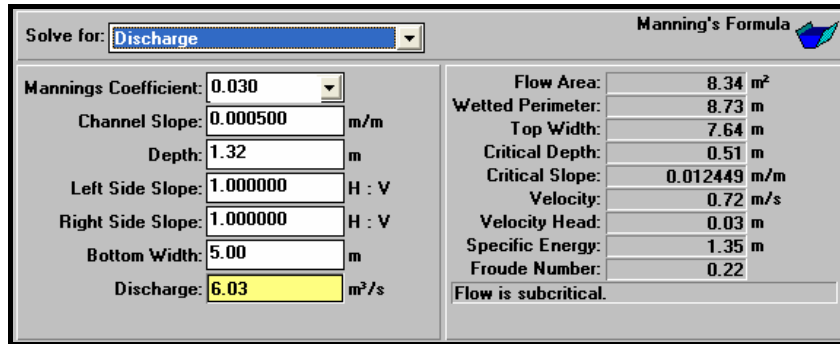 Solve for: Discharge
Manning's Formula
Mannings Coefficient: 0.030
Channel Slope: 0.000500 m/m
Depth: 1.32 m
Left Side Slope: 1.000000 H : V
Right Side Slope: 1.000000 H : V
Bottom Width: 5.00 m
Discharge: 6.03 m³/s
Flow Area: 8.34 m²
Wetted Perimeter: 8.73 m
Top Width: 7.64 m
Critical Depth: 0.51 m
Critical Slope: 0.012449 m/m
Velocity: 0.72 m/s
Velocity Head: 0.03 m
Specific Energy: 1.35 m
Froude Number: 0.22
Flow is subcritical.